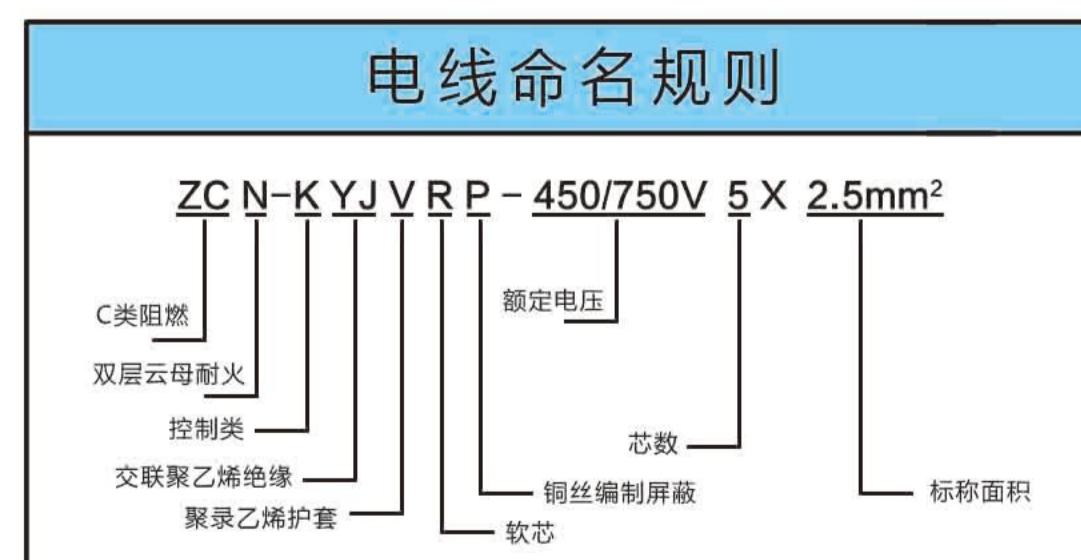 电线命名规则
ZC N-K YJ V R P - 450/750V 5 X 2.5mm²
额定电压
C类阻燃
双层云母耐火
控制类
芯数
交联聚乙烯绝缘
铜丝编制屏蔽
标称面积
聚录乙烯护套
软芯